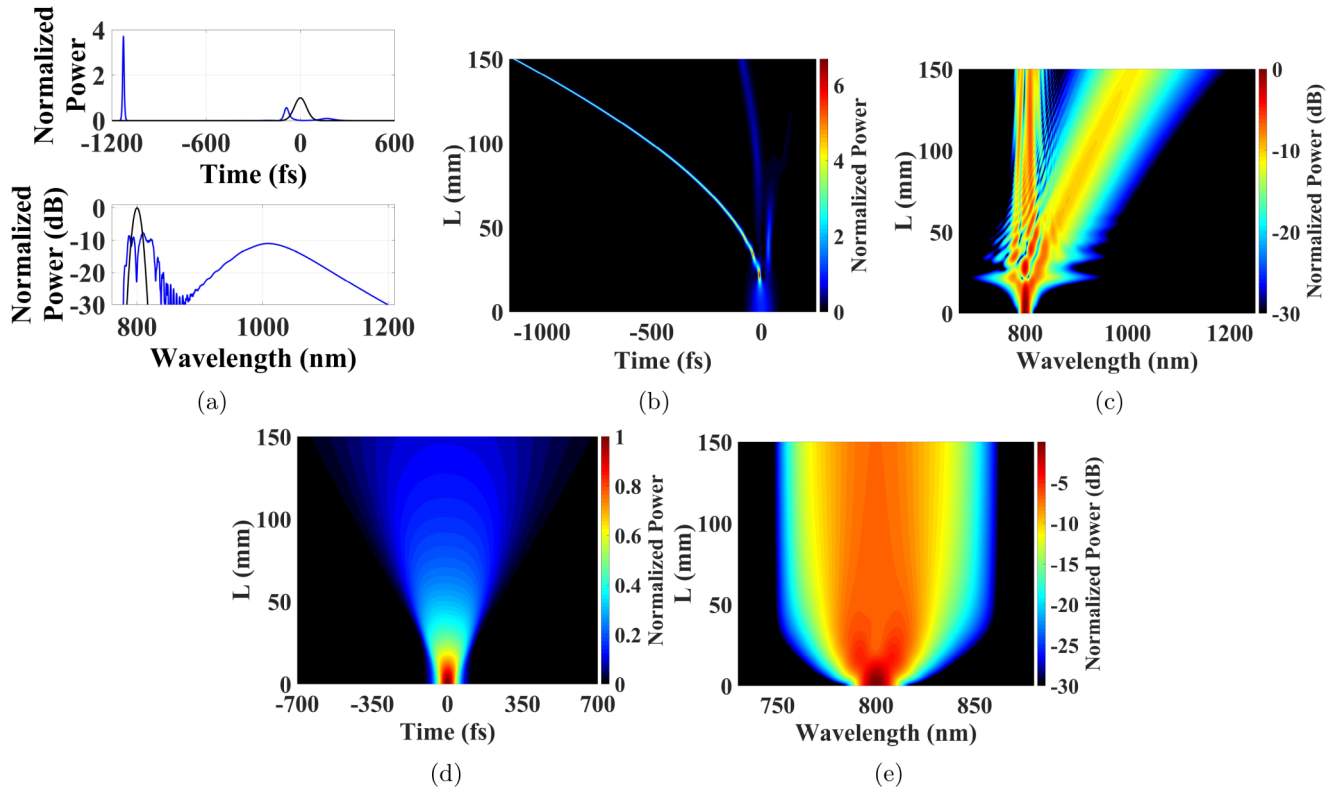 Normalized
Power
4
2
0
-1200
-600
0
600
Time (fs)
Normalized
Power (dB)
0
-10
-20
-30
800
1000
1200
Wavelength (nm)
(a)
L (mm)
150
100
50
0
-1000
-500
0
Time (fs)
6
4
2
0
Normalized Power
(b)
L (mm)
150
100
50
0
800
1000
1200
Wavelength (nm)
0
-5
-10
-15
-20
-25
-30
Normalized Power (dB)
(c)
L (mm)
150
100
50
0
-700
-350
0
350
700
Time (fs)
1
0.8
0.6
0.4
0.2
0
Normalized Power
(d)
L (mm)
150
100
50
0
750
800
850
Wavelength (nm)
-5
-10
-15
-20
-25
-30
Normalized Power (dB)
(e)